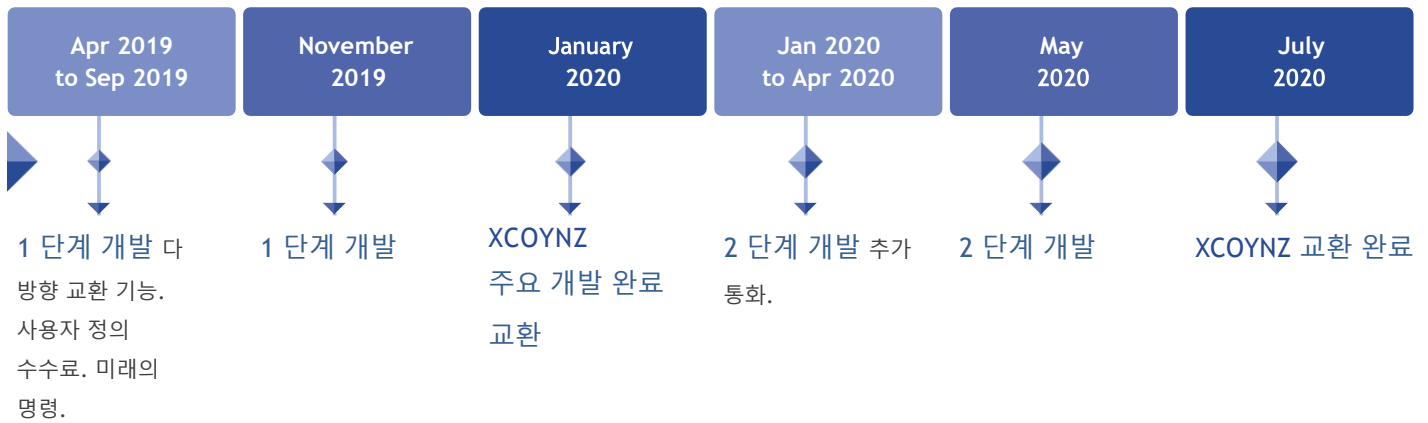 Apr 2019
to Sep 2019
November
2019
January
2020
Jan 2020
to Apr 2020
May
2020
July
2020
1 단계 개발 다
방향 교환 기능.
사용자 정의
수수료. 미래의
명령.
1 단계 개발
XCOYNZ
주요 개발 완료
교환
2 단계 개발 추가
통화.
2 단계 개발
XCOYNZ 교환 완료